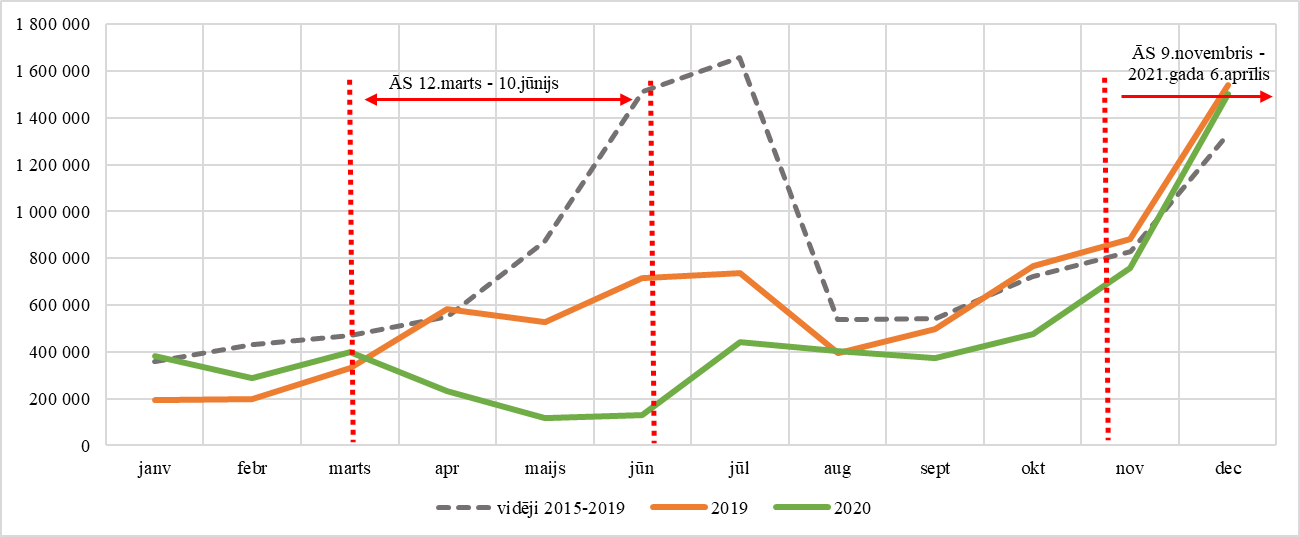 1 800 000
1 600 000
1 400 000
1 200 000
1 000 000
800 000
600 000
400 000
200 000
0
ĀS 12.marts - 10.jūnijs
ĀS 9.novembris -
2021.gada 6.aprīlis
janv febr marts apr maijs jūn jūl aug sept okt nov dec
vidēji 2015-2019 2019 2020